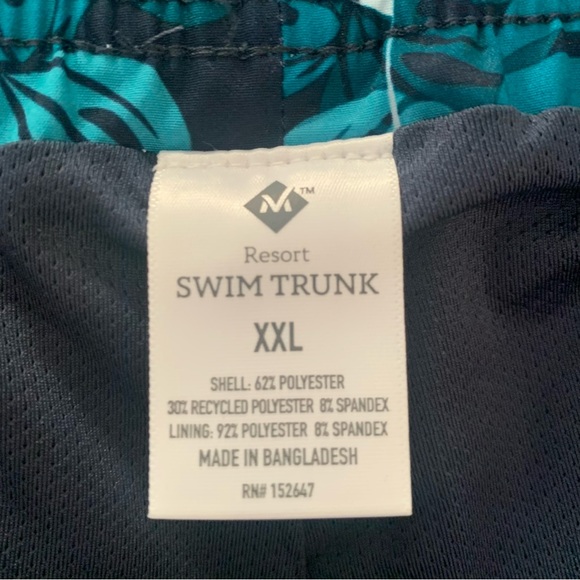 M™
Resort
SWIM TRUNK
XXL
SHELL: 62% POLYESTER
30% RECYCLED POLYESTER 8% SPANDEX
LINING: 92% POLYESTER 8% SPANDEX
MADE IN BANGLADESH
RN# 152647